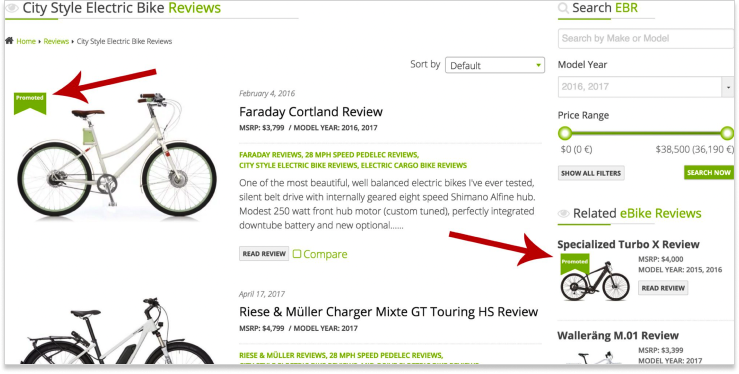 City Style Electric Bike Reviews
Home › Reviews › City Style Electric Bike Reviews
Sort by Default
Promoted
February 4, 2016
Faraday Cortland Review
MSRP: $3,799 / MODEL YEAR: 2016, 2017
FARADAY REVIEWS, 28 MPH SPEED PEDELEC REVIEWS,
CITY STYLE ELECTRIC BIKE REVIEWS, ELECTRIC CARGO BIKE REVIEWS
One of the most beautiful, well balanced electric bikes I've ever tested,
silent belt drive with internally geared eight speed Shimano Alfine hub.
Modest 250 watt front hub motor (custom tuned), perfectly integrated
downtube battery and new optional......
READ REVIEW Compare
April 17, 2017
Riese & Müller Charger Mixte GT Touring HS Review
MSRP: $4,799 / MODEL YEAR: 2017
RIESE & MÜLLER REVIEWS, 28 MPH SPEED PEDELEC REVIEWS,
Search EBR
Search by Make or Model
Model Year
2016, 2017
Price Range
$0 (0 €) $38,500 (36,190 €)
SHOW ALL FILTERS SEARCH NOW
Related eBike Reviews
Specialized Turbo X Review
Promoted
MSRP: $4,000
MODEL YEAR: 2015, 2016
READ REVIEW
Walleräng M.01 Review
MSRP: $3,399
MODEL YEAR: 2017